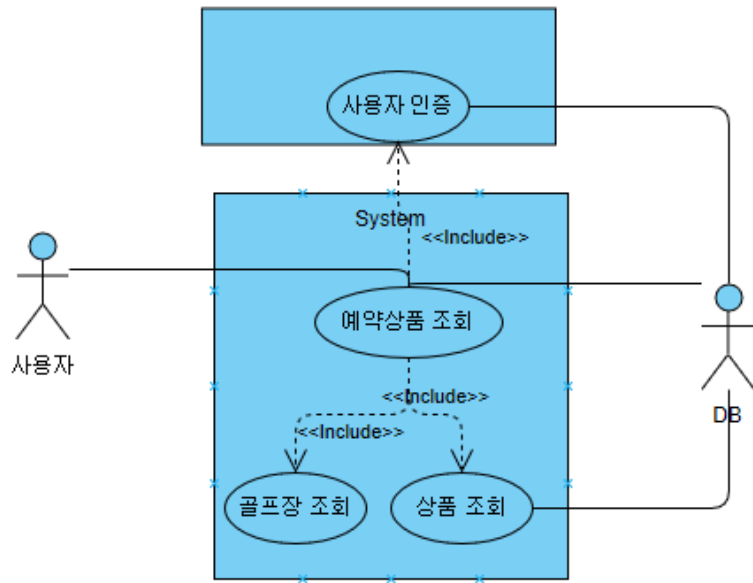 사용자 인증
System
<<Include>>
예약상품 조회
사용자
<<Include>>
DB
<<Include>>
골프장 조회
상품 조회